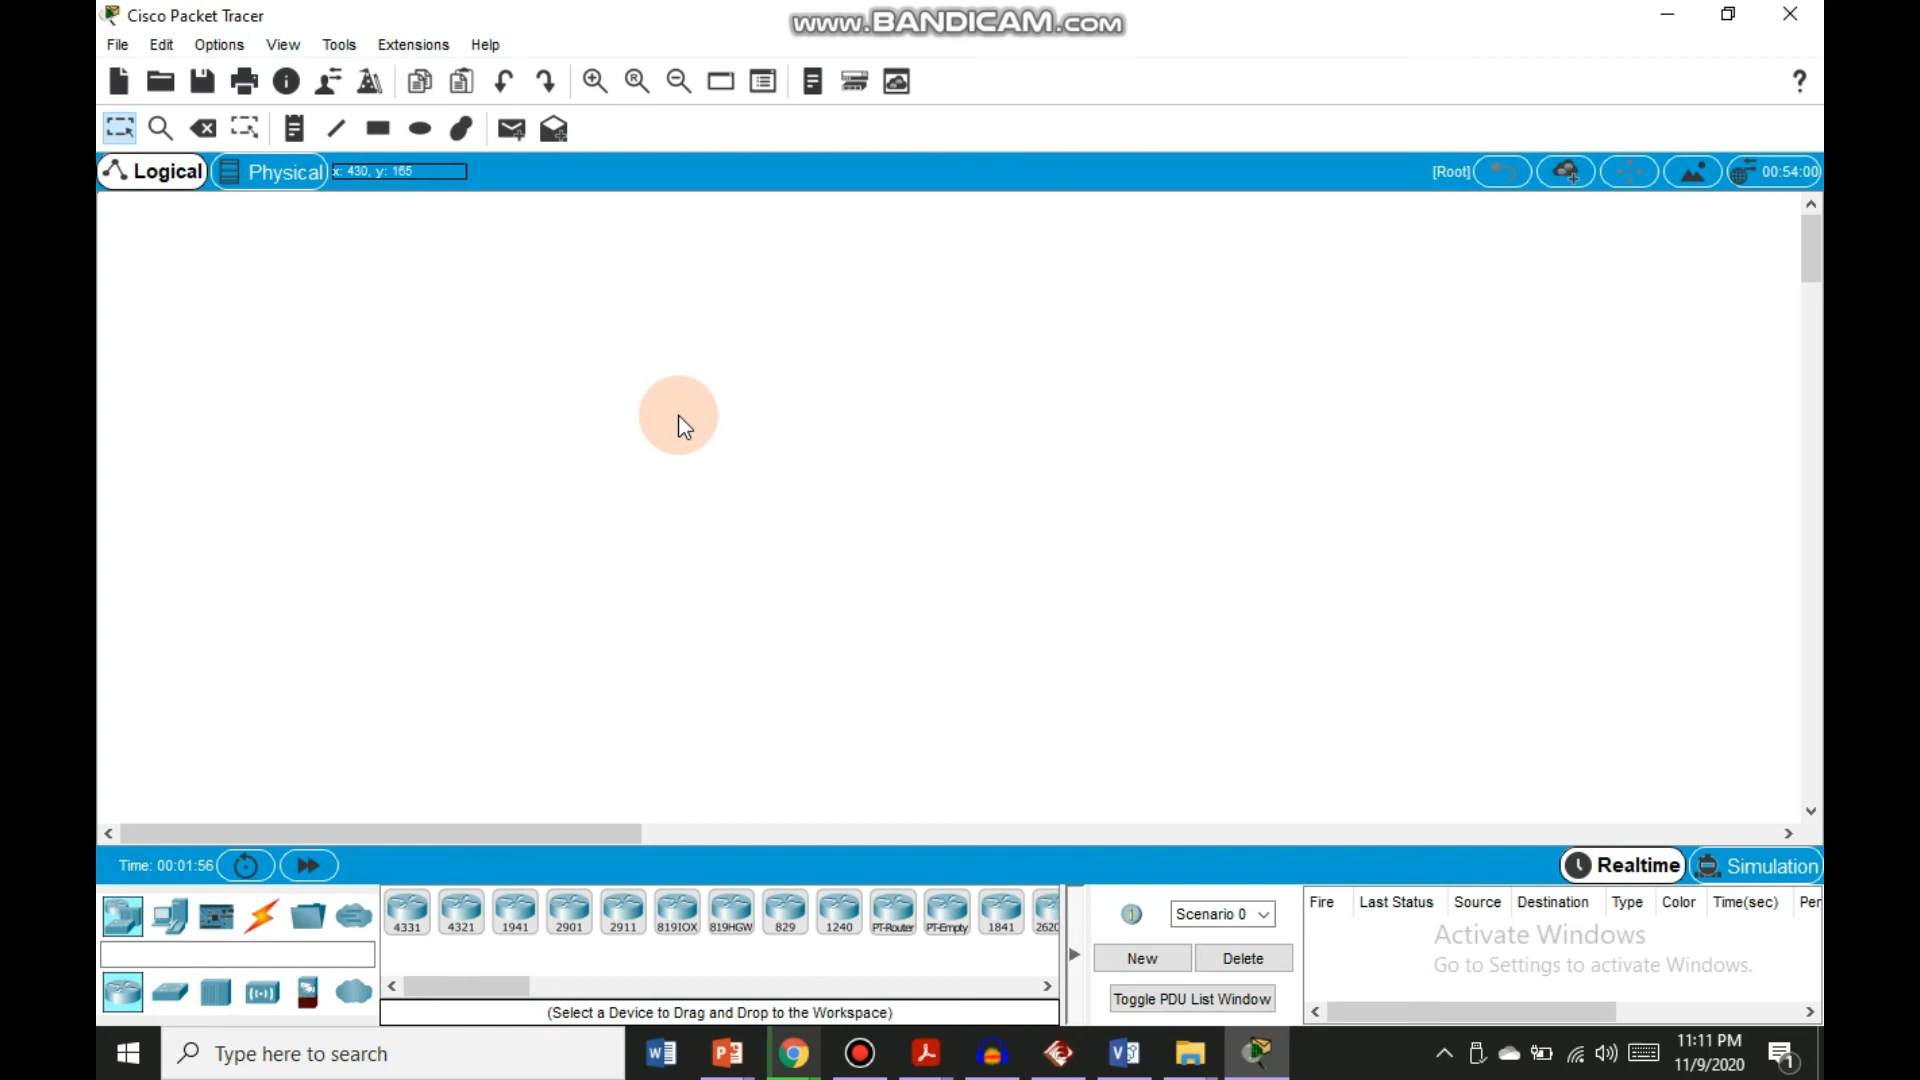 Cisco Packet Tracer
www.BANDICAM.com
File Edit Options View Tools Extensions Help
Logical Physical x: 430, y: 165 [Root] 00:54:00
Time: 00:01:56 Realtime Simulation
4331 4321 1941 2901 2911 819IOX 819HGW 829 1240 PT-Router PT-Empty 1841 2620
Scenario 0
New Delete
Toggle PDU List Window
Fire Last Status Source Destination Type Color Time(sec) Per
Activate Windows
Go to Settings to activate Windows.
(Select a Device to Drag and Drop to the Workspace)
Type here to search
11:11 PM
11/9/2020
1